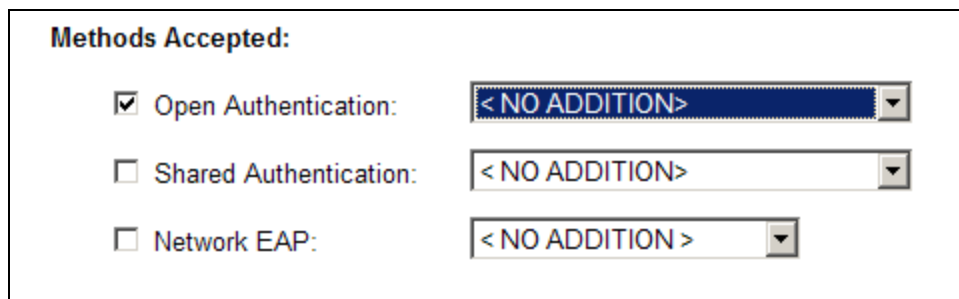 Methods Accepted:
Open Authentication: < NO ADDITION>
Shared Authentication: < NO ADDITION>
Network EAP: < NO ADDITION >